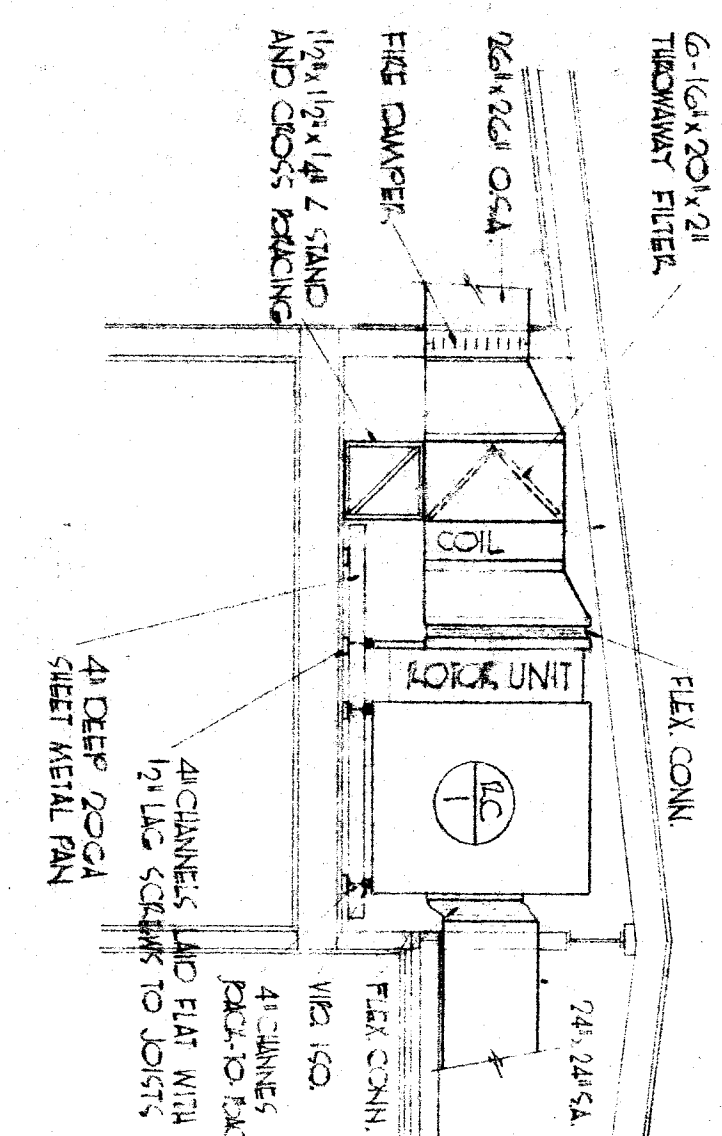 6-16"x20"x2"
THROWAWAY FILTER
26"x26" O.S.A.
FIRE DAMPER
1½"x1½"x¼" ∠ STAND
AND CROSS BRACING
FLEX. CONN.
COIL
ROTOR UNIT
RC
1
24"x24" S.A.
FLEX CONN.
VIB. ISO.
4" CHANNELS
BACK-TO-BAC
4" CHANNELS LAID FLAT WITH
½" LAG SCREWS TO JOISTS
4" DEEP 20GA
SHEET METAL PAN